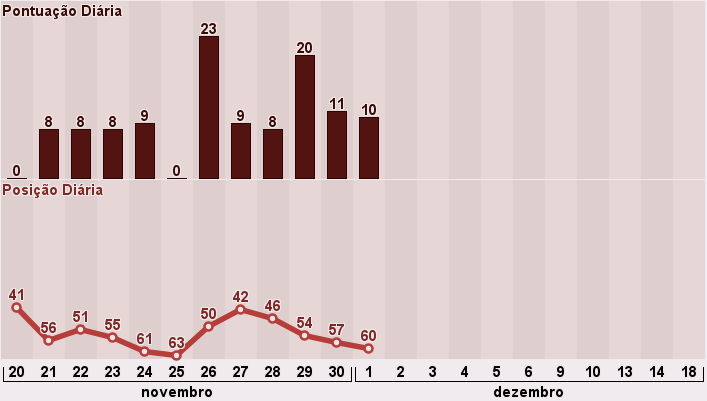 Pontuação Diária
0 8 8 8 9 0 23 9 8 20 11 10
Posição Diária
41 56 51 55 61 63 50 42 46 54 57 60
20 21 22 23 24 25 26 27 28 29 30 1 2 3 4 5 6 9 10 13 14 18
novembro dezembro